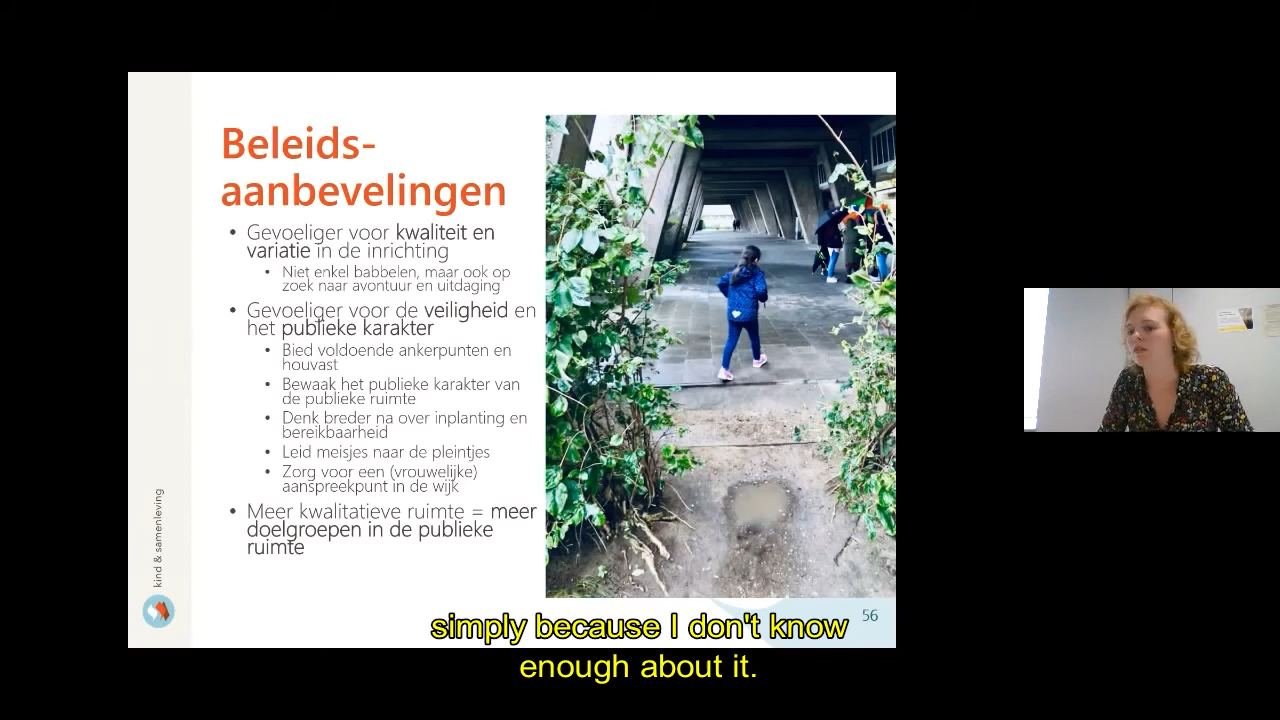 Beleids-
aanbevelingen
• Gevoeliger voor kwaliteit en
variatie in de inrichting
• Niet enkel babbelen, maar ook op
zoek naar avontuur en uitdaging
• Gevoeliger voor de veiligheid en
het publieke karakter
• Bied voldoende ankerpunten en
houvast
• Bewaak het publieke karakter van
de publieke ruimte
• Denk breder na over inplanting en
bereikbaarheid
• Leid meisjes naar de pleintjes
• Zorg voor een (vrouwelijke)
aanspreekpunt in de wijk
• Meer kwalitatieve ruimte = meer
doelgroepen in de publieke
ruimte
kind & samenleving
56
simply because I don't know
enough about it.